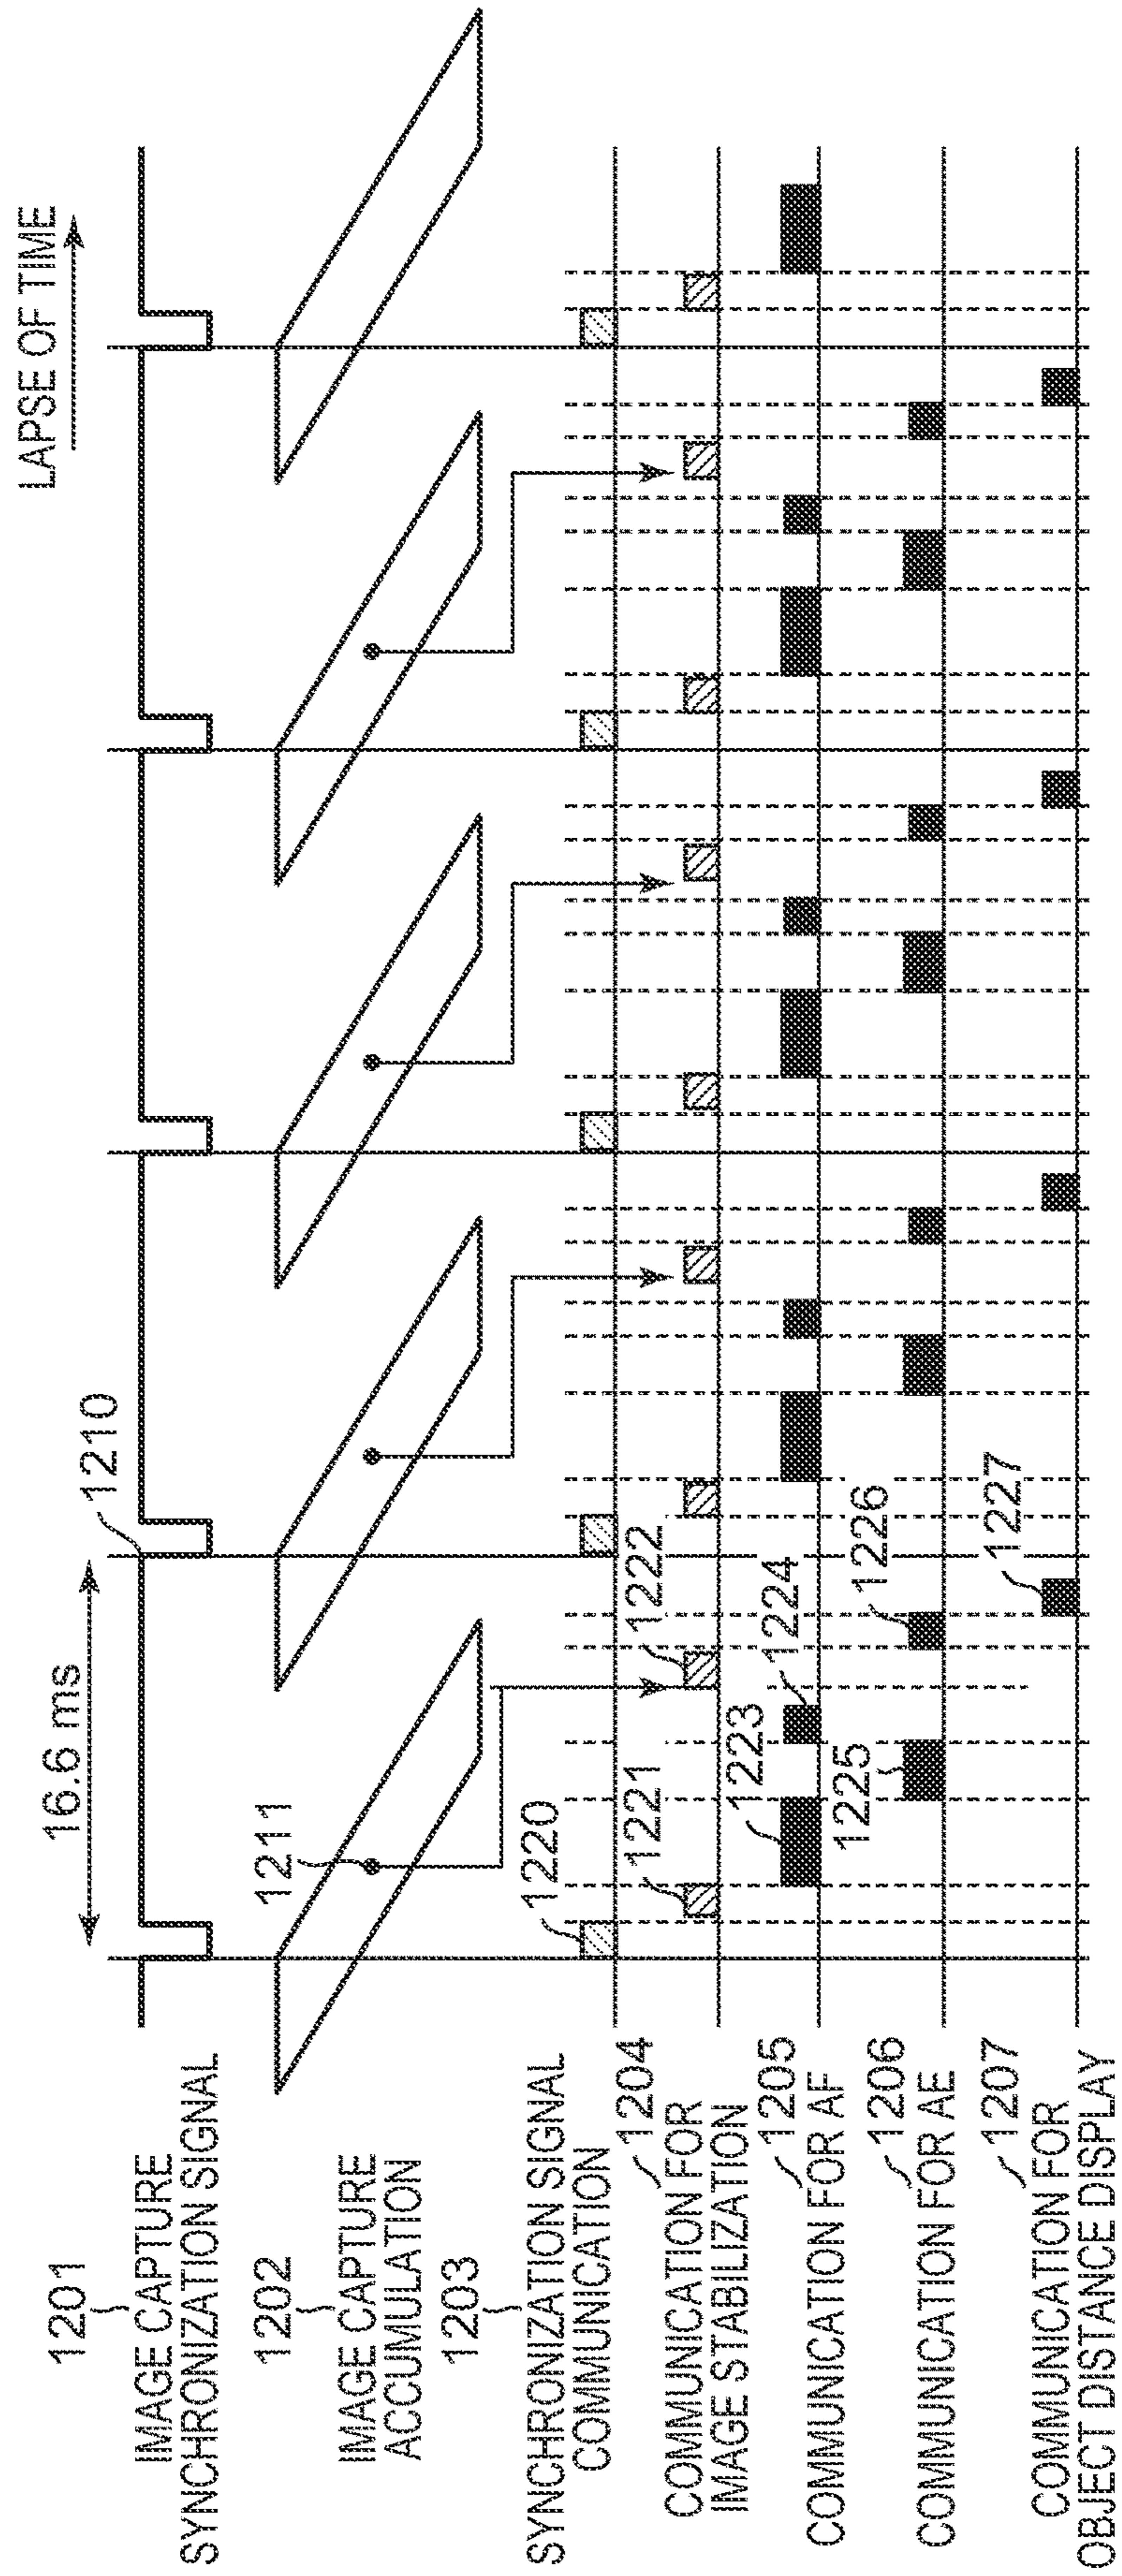 LAPSE OF TIME
16.6 ms
1210
1201
IMAGE CAPTURE
SYNCHRONIZATION SIGNAL
1202
IMAGE CAPTURE
ACCUMULATION
1211
1203
SYNCHRONIZATION SIGNAL
COMMUNICATION
1220
1204
COMMUNICATION FOR
IMAGE STABILIZATION
1221
1222
1205
COMMUNICATION FOR AF
1223
1224
1206
COMMUNICATION FOR AE
1225
1226
1207
COMMUNICATION FOR
OBJECT DISTANCE DISPLAY
1227